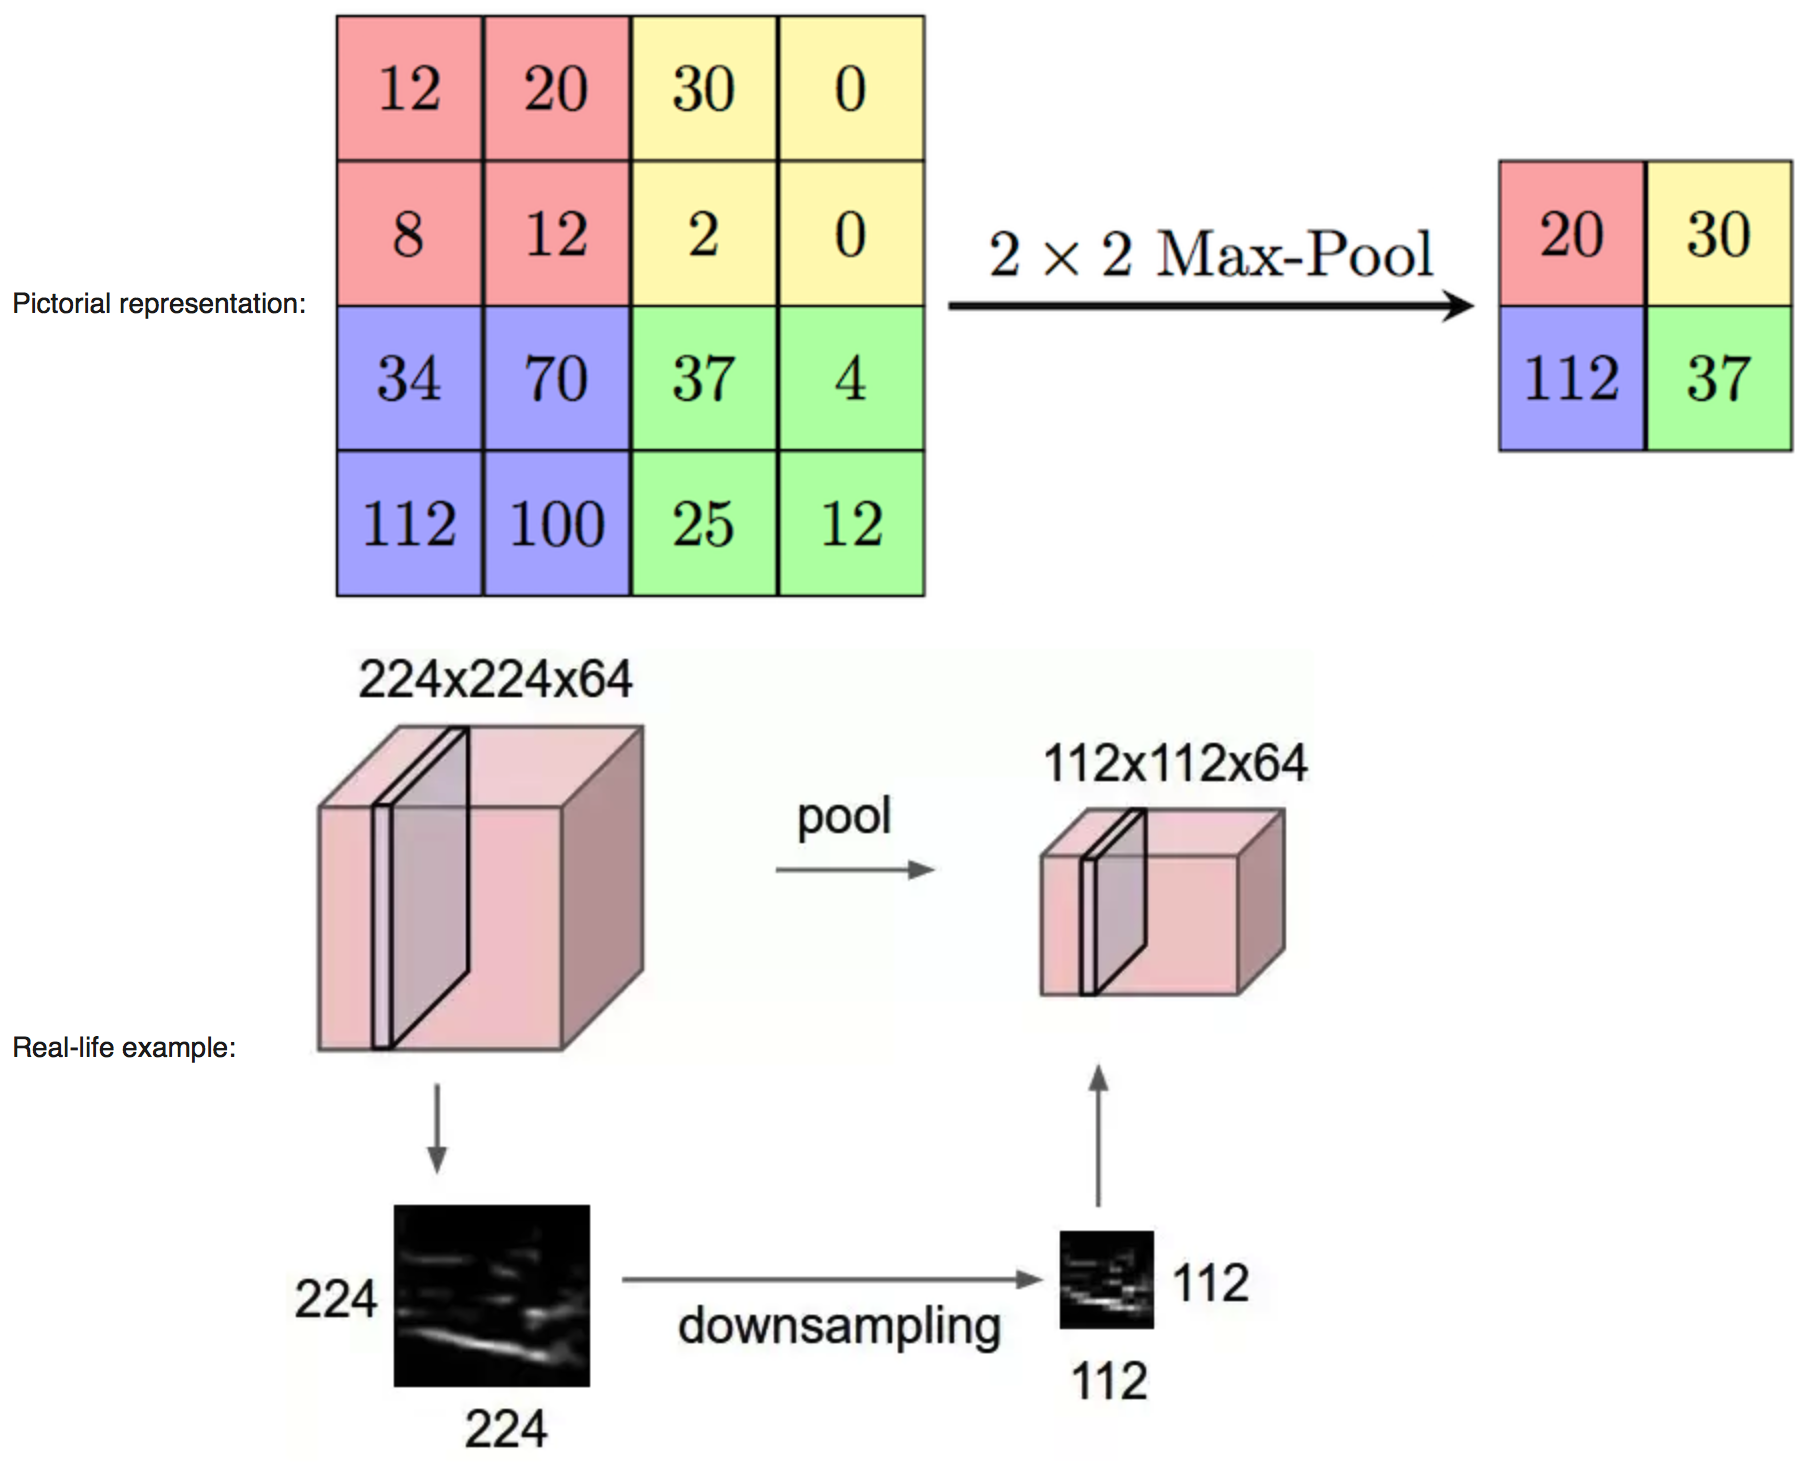 Pictorial representation:
12 20 30 0
8 12 2 0
34 70 37 4
112 100 25 12
2 × 2 Max-Pool
20 30
112 37
Real-life example:
224x224x64
pool
112x112x64
224
224
downsampling
112
112